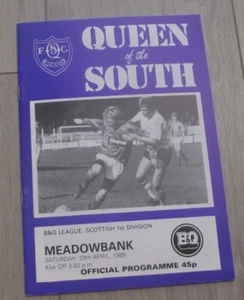 QUEEN
of the
SOUTH
B&Q LEAGUE, SCOTTISH 1st DIVISION
MEADOWBANK
SATURDAY 29th APRIL, 1989
Kick Off 3.00 p.m.
B&Q
OFFICIAL PROGRAMME 45p